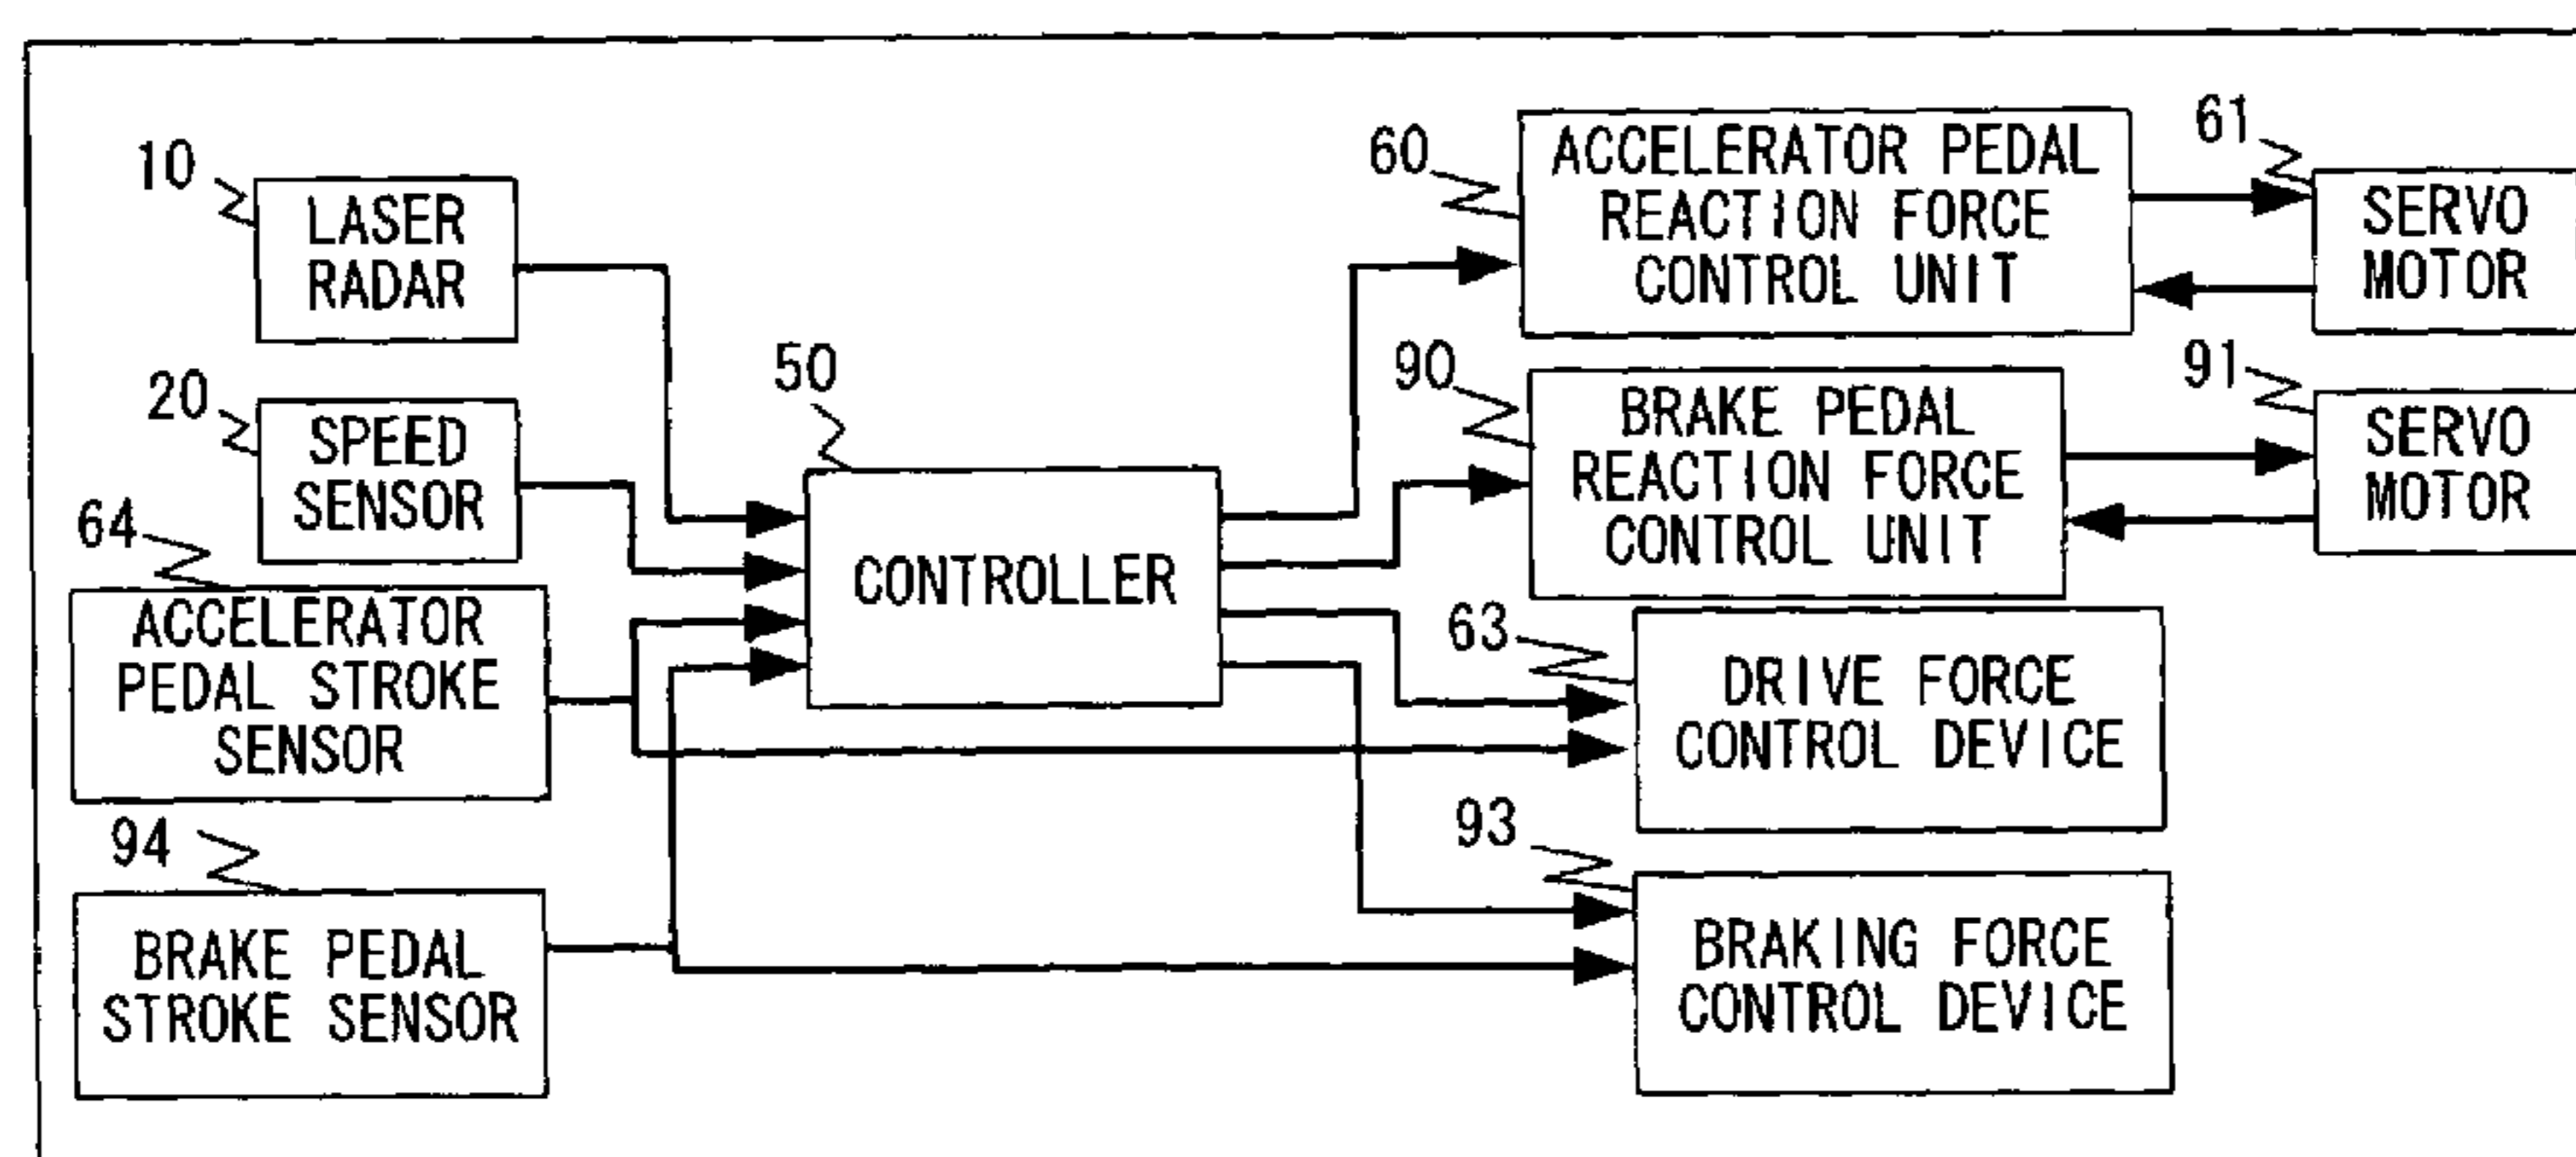 10
LASER
RADAR
20
SPEED
SENSOR
64
ACCELERATOR
PEDAL STROKE
SENSOR
94
BRAKE PEDAL
STROKE SENSOR
50
CONTROLLER
60
ACCELERATOR PEDAL
REACTION FORCE
CONTROL UNIT
61
SERVO
MOTOR
90
BRAKE PEDAL
REACTION FORCE
CONTROL UNIT
91
SERVO
MOTOR
63
DRIVE FORCE
CONTROL DEVICE
93
BRAKING FORCE
CONTROL DEVICE